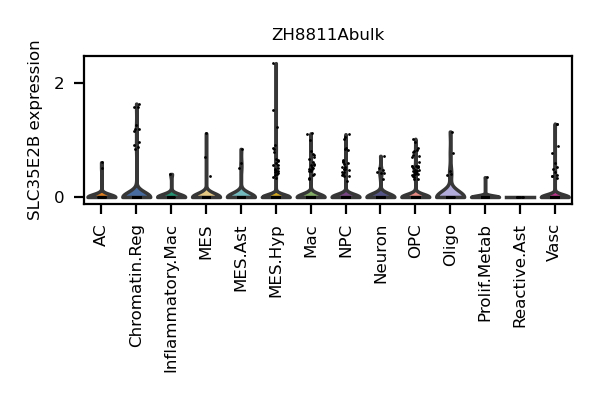 ZH8811Abulk
SLC35E2B expression
2
0
AC
Chromatin.Reg
Inflammatory.Mac
MES
MES.Ast
MES.Hyp
Mac
NPC
Neuron
OPC
Oligo
Prolif.Metab
Reactive.Ast
Vasc